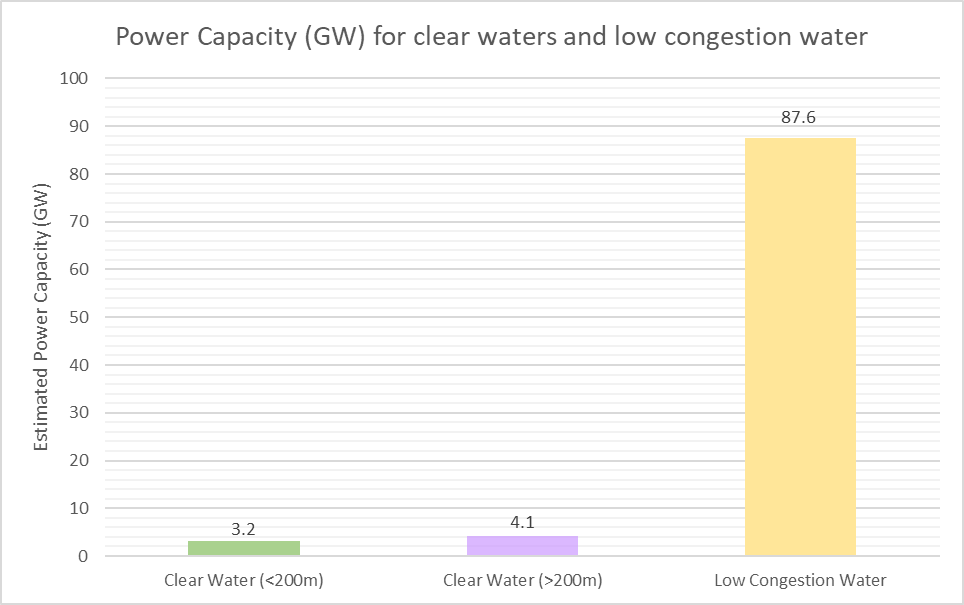 Power Capacity (GW) for clear waters and low congestion water
Estimated Power Capacity (GW)
100
90
80
70
60
50
40
30
20
10
0
3.2
4.1
87.6
Clear Water (<200m)
Clear Water (>200m)
Low Congestion Water